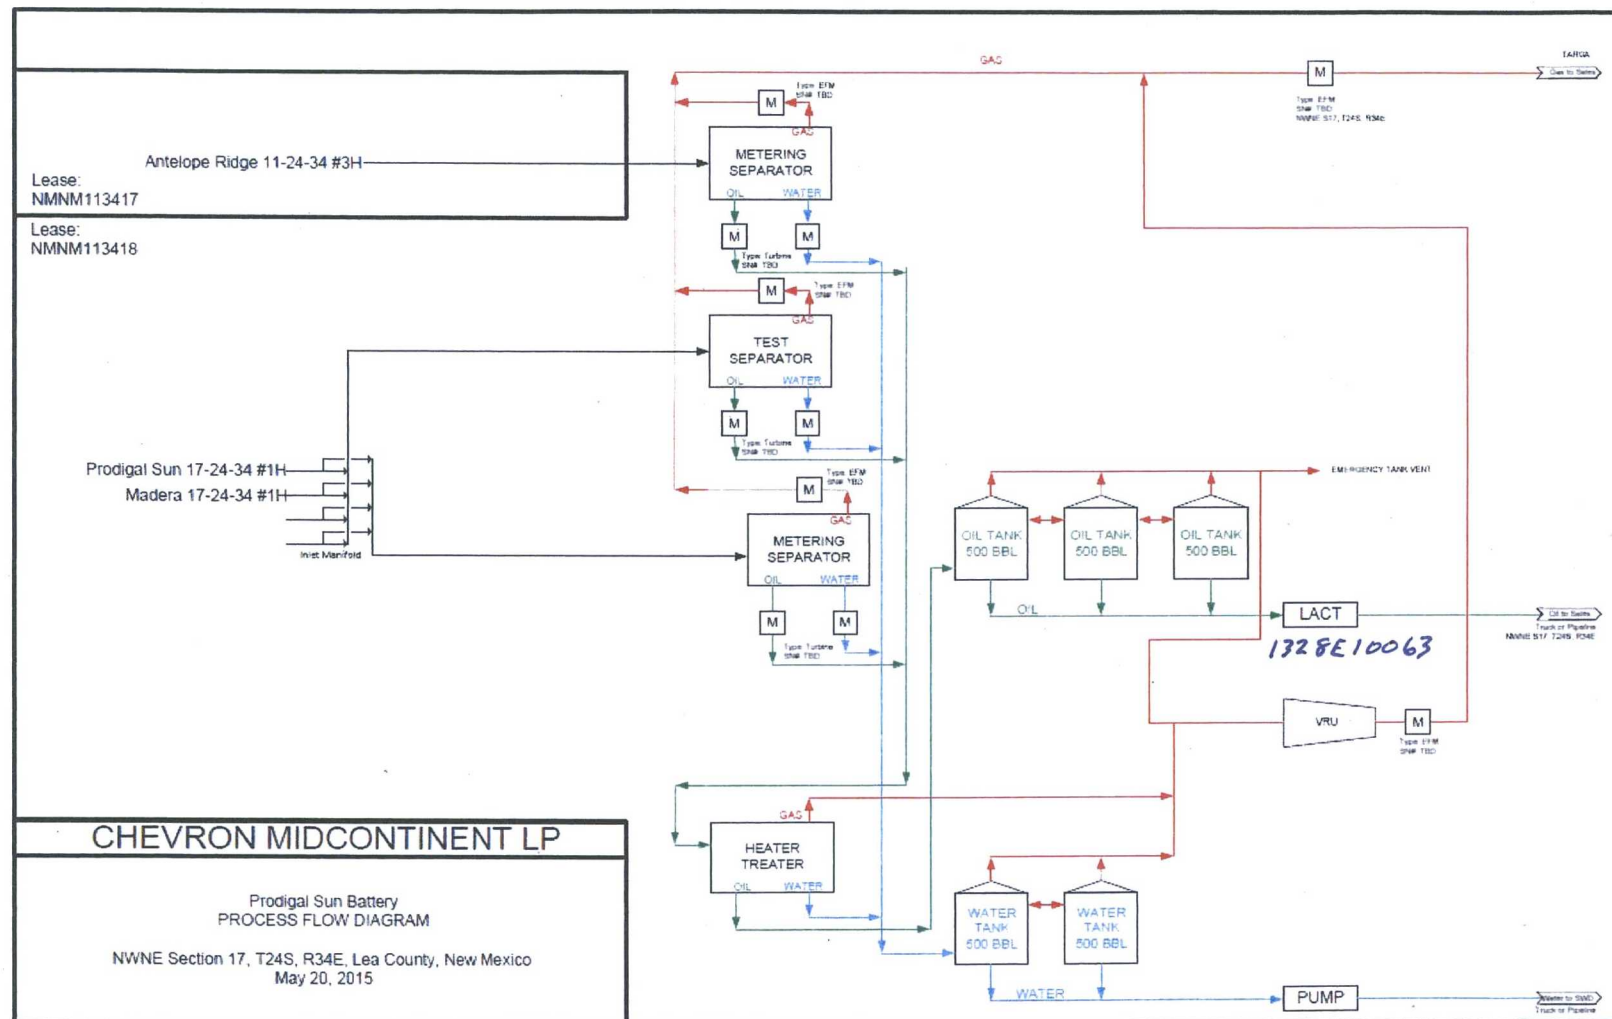 GAS
TARGA
Gas to Sales
M
Type EFM
SN# TBD
NWNE S17, T24S, R34E
Antelope Ridge 11-24-34 #3H
Lease:
NMNM113417
Lease:
NMNM113418
M
Type EFM
SN# TBD
GAS
METERING
SEPARATOR
OIL WATER
M M
Type Turbine
SN# TBD
M
Type EFM
SN# TBD
GAS
TEST
SEPARATOR
OIL WATER
M M
Type Turbine
SN# TBD
Prodigal Sun 17-24-34 #1H
Madera 17-24-34 #1H
Inlet Manifold
M
Type EFM
SN# TBD
GAS
METERING
SEPARATOR
OIL WATER
M M
Type Turbine
SN# TBD
EMERGENCY TANK VENT
OIL TANK
500 BBL
OIL TANK
500 BBL
OIL TANK
500 BBL
OIL
LACT
1328E10063
Oil to Sales
Truck or Pipeline
NWNE S17, T24S, R34E
VRU
M
Type EFM
SN# TBD
GAS
HEATER
TREATER
OIL WATER
WATER
TANK
500 BBL
WATER
TANK
500 BBL
WATER
PUMP
Water to SWD
Truck or Pipeline
CHEVRON MIDCONTINENT LP
Prodigal Sun Battery
PROCESS FLOW DIAGRAM
NWNE Section 17, T24S, R34E, Lea County, New Mexico
May 20, 2015